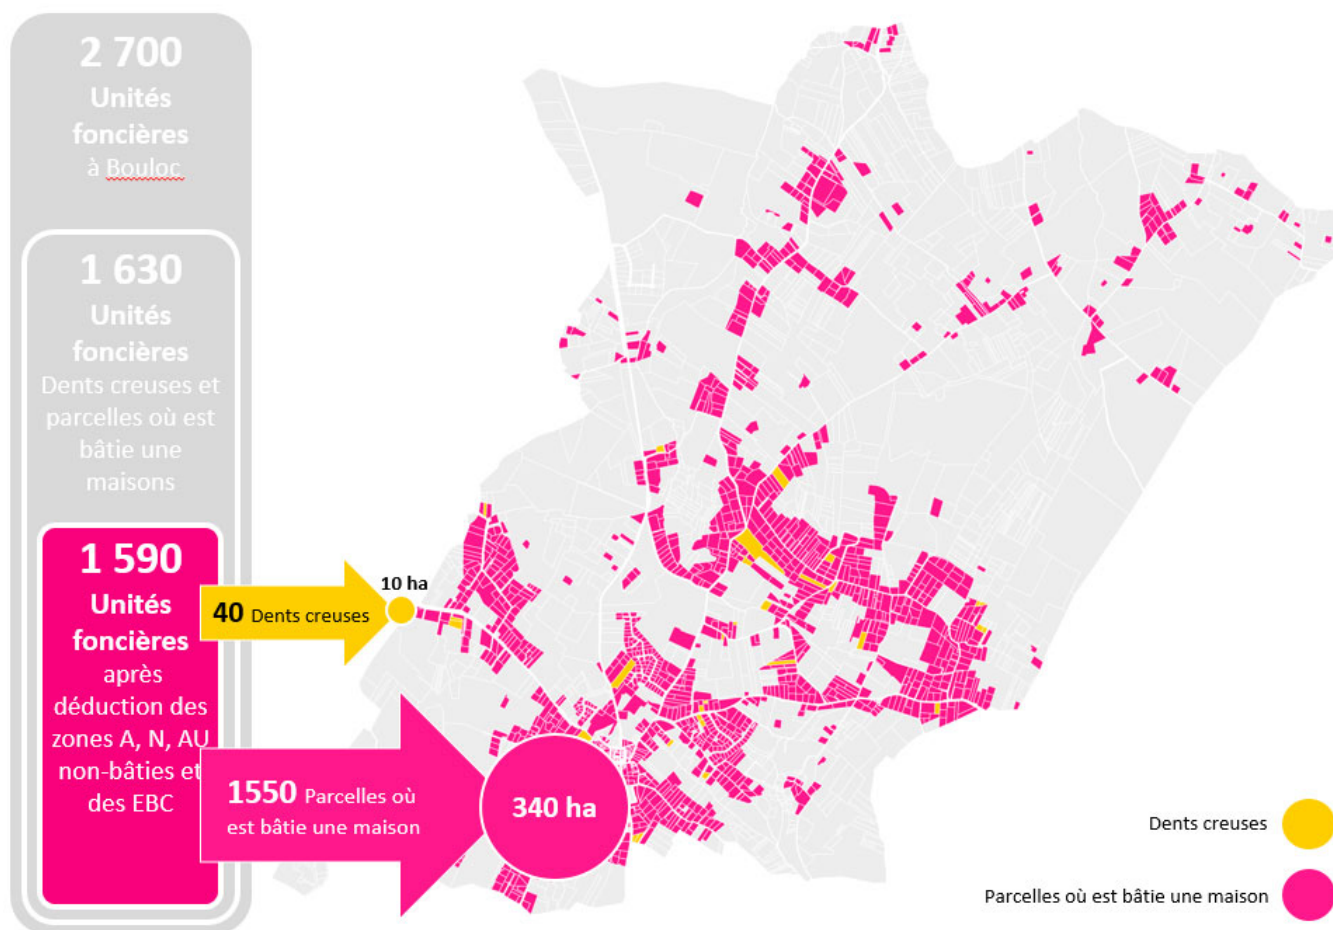 2 700
Unités
foncières
à Bouloc
1 630
Unités
foncières
Dents creuses et
parcelles où est
bâtie une
maisons
1 590
Unités
foncières
après
déduction des
zones A, N, AU
non-bâties et
des EBC
10 ha
40 Dents creuses
1550 Parcelles où
est bâtie une maison
340 ha
Dents creuses
Parcelles où est bâtie une maison